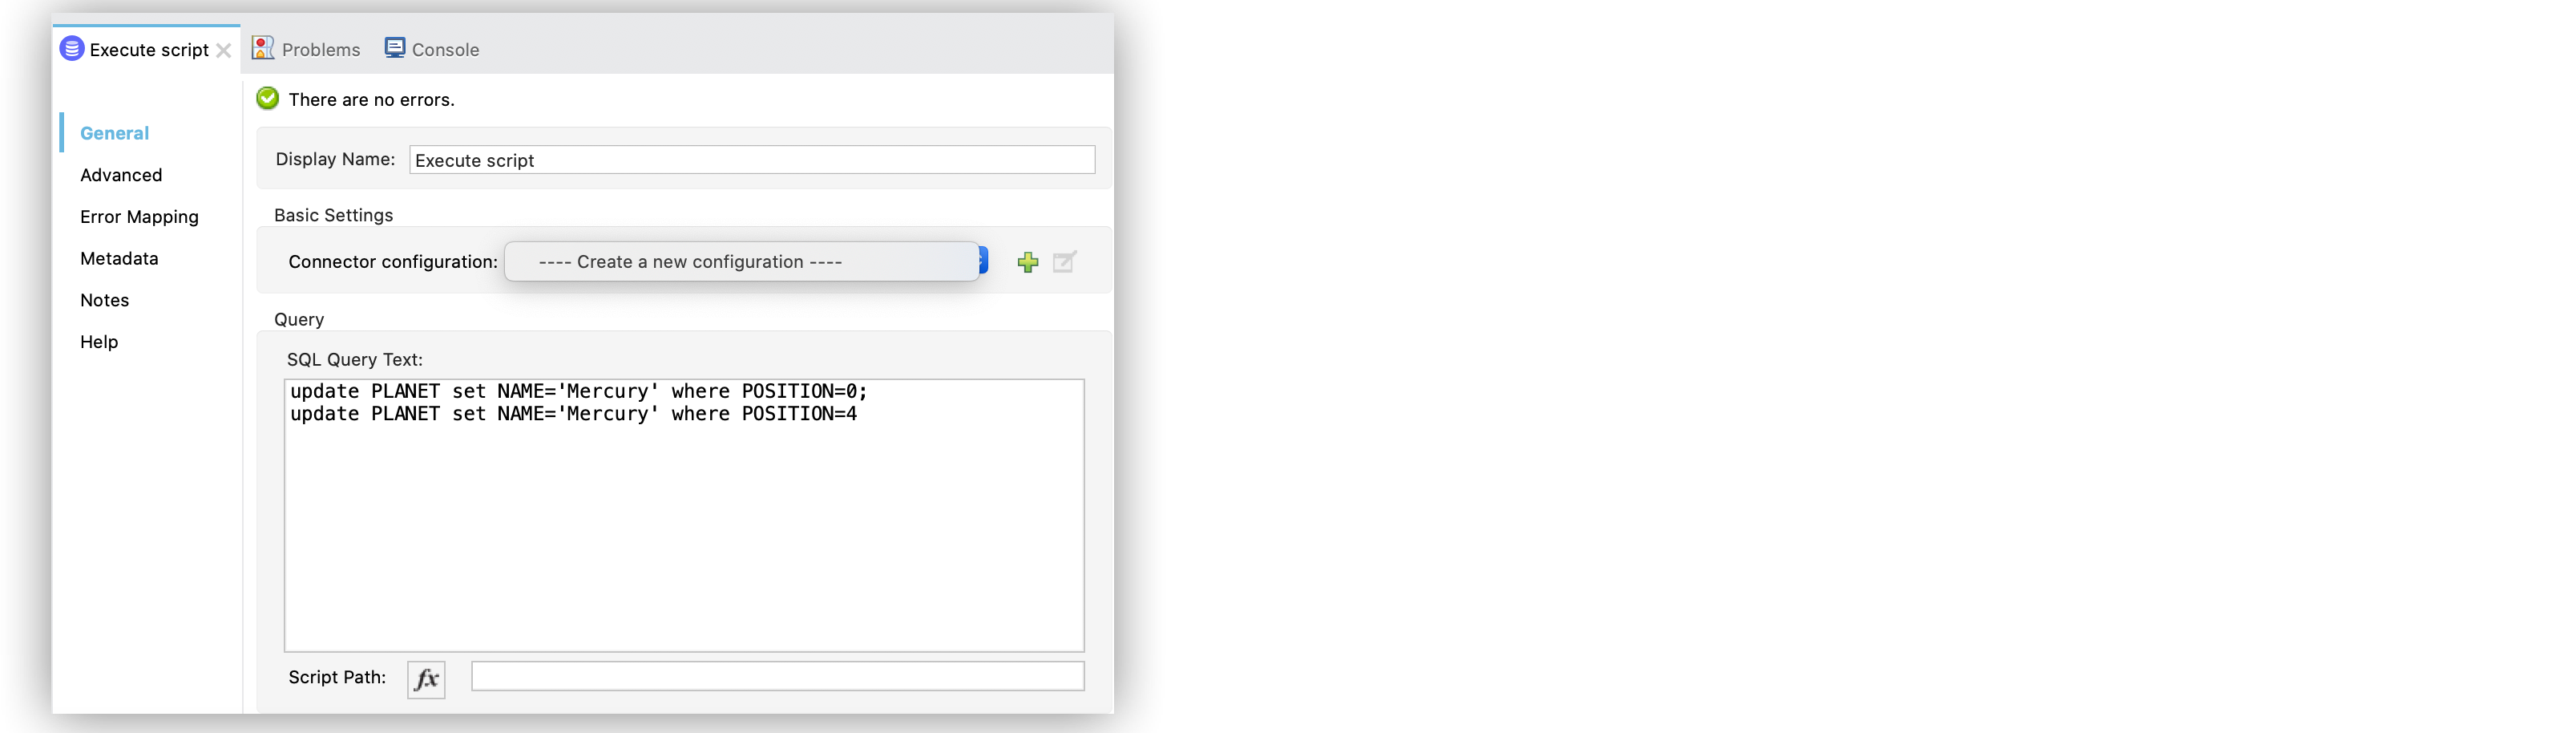 Execute script
Problems
Console
There are no errors.
General
Advanced
Error Mapping
Metadata
Notes
Help
Display Name: Execute script
Basic Settings
Connector configuration: ---- Create a new configuration ----
Query
SQL Query Text:
update PLANET set NAME='Mercury' where POSITION=0;
update PLANET set NAME='Mercury' where POSITION=4
Script Path: fx